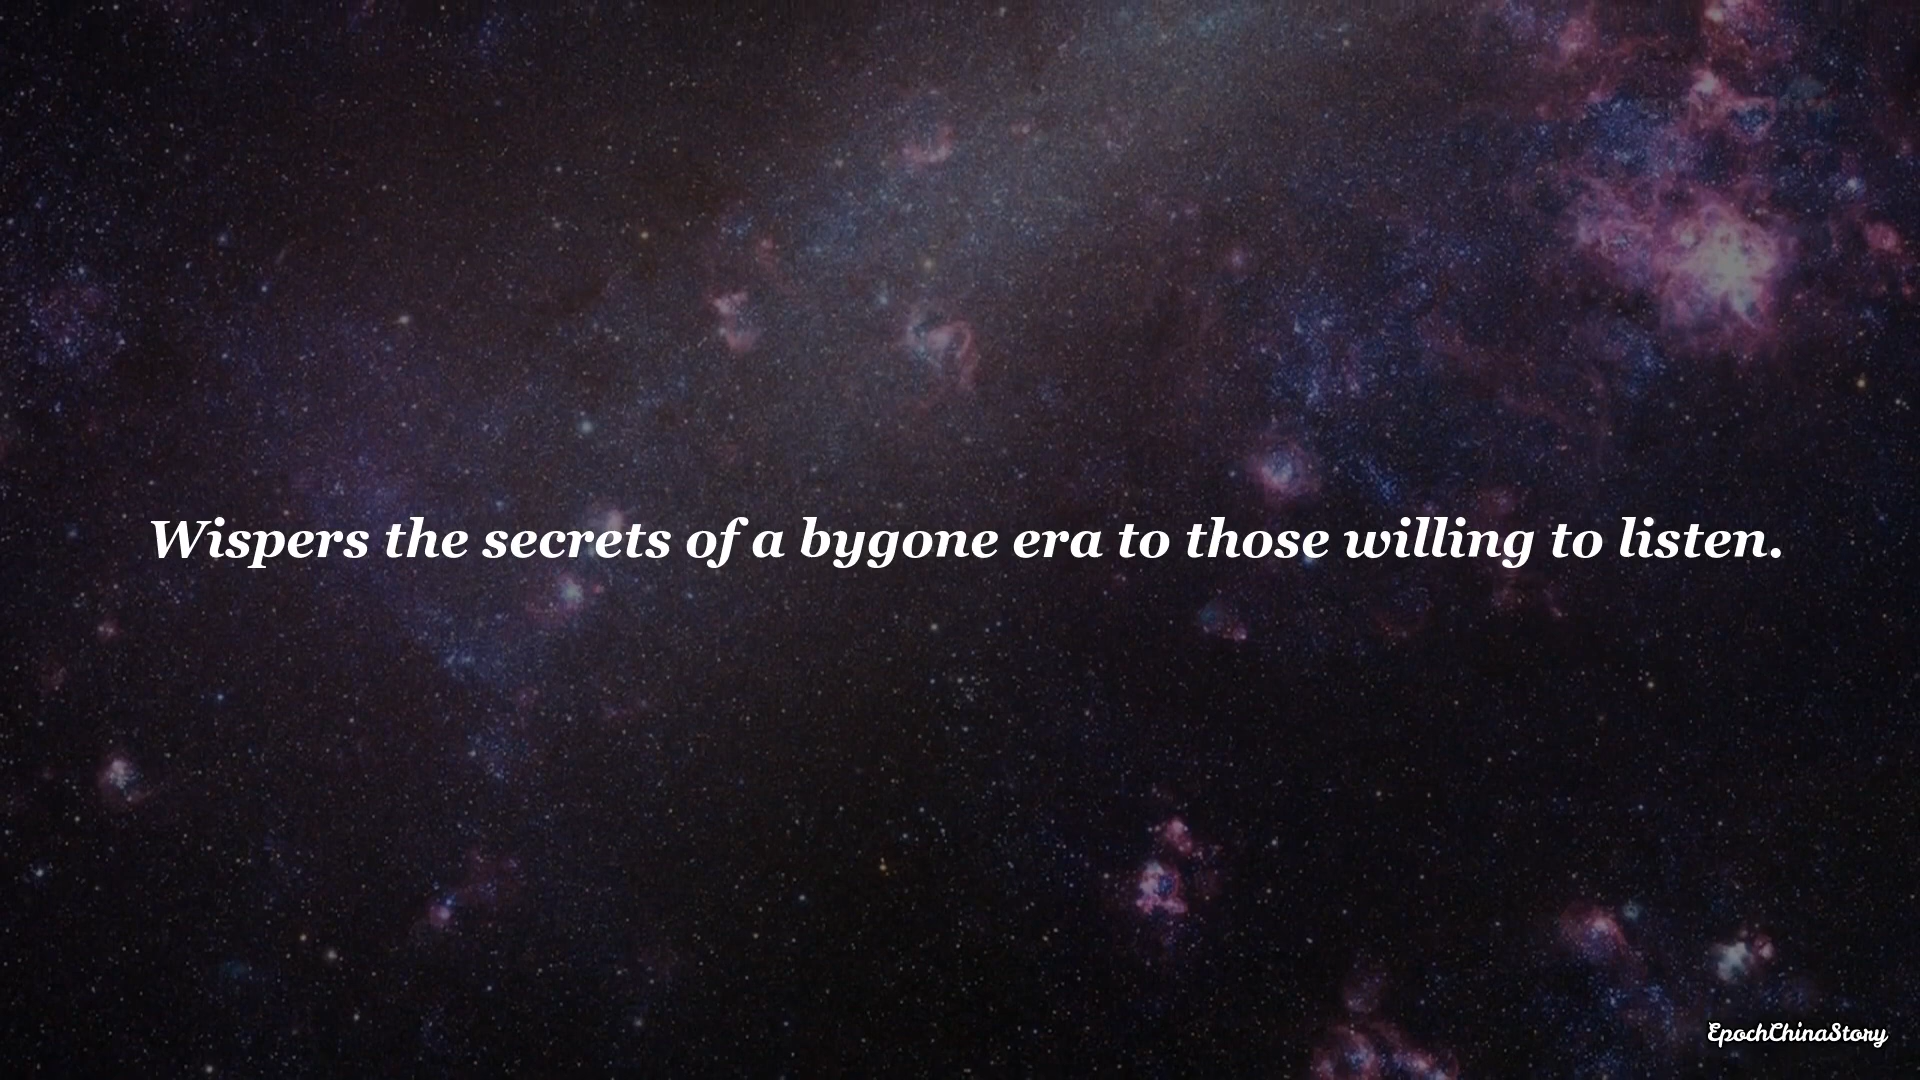 Wispers the secrets of a bygone era to those willing to listen.
EpochChinaStory